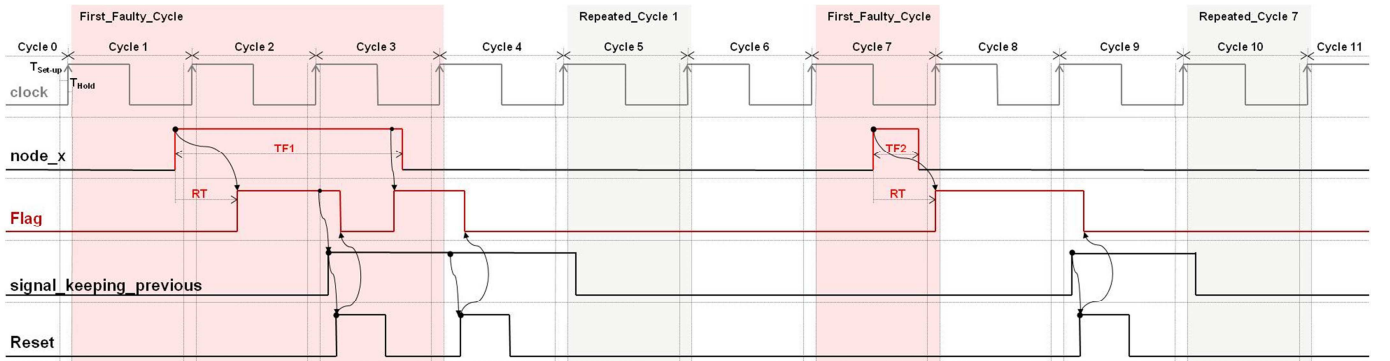 First_Faulty_Cycle
Repeated_Cycle 1
First_Faulty_Cycle
Repeated_Cycle 7
Cycle 0
Cycle 1
Cycle 2
Cycle 3
Cycle 4
Cycle 5
Cycle 6
Cycle 7
Cycle 8
Cycle 9
Cycle 10
Cycle 11
TSet-up
THold
clock
node_x
TF1
TF2
RT
RT
Flag
signal_keeping_previous
Reset